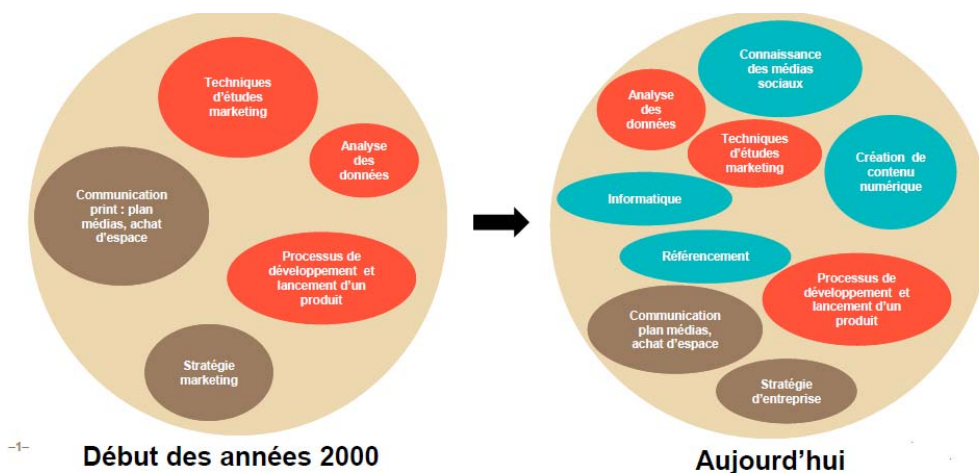 Techniques
d'études
marketing
Analyse
des
données
Communication
print : plan
médias, achat
d'espace
Processus de
développement et
lancement d'un
produit
Stratégie
marketing
–1–
Début des années 2000
Connaissance
des médias
sociaux
Analyse
des
données
Techniques
d'études
marketing
Création de
contenu
numérique
Informatique
Référencement
Processus de
développement et
lancement d'un
produit
Communication
plan médias,
achat d'espace
Stratégie
d'entreprise
Aujourd'hui